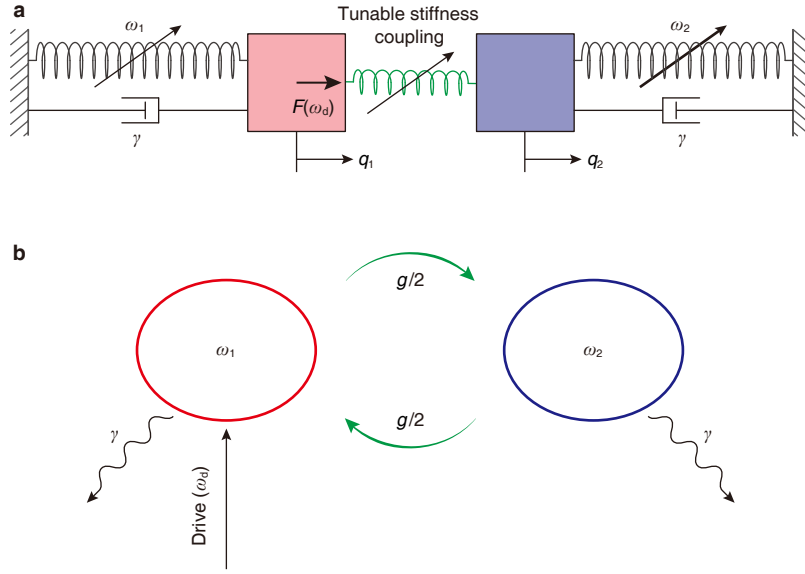 a
Tunable stiffness
coupling
ω1
ω2
F(ωd)
γ
γ
q1
q2
b
g/2
ω1
ω2
g/2
γ
γ
Drive (ωd)